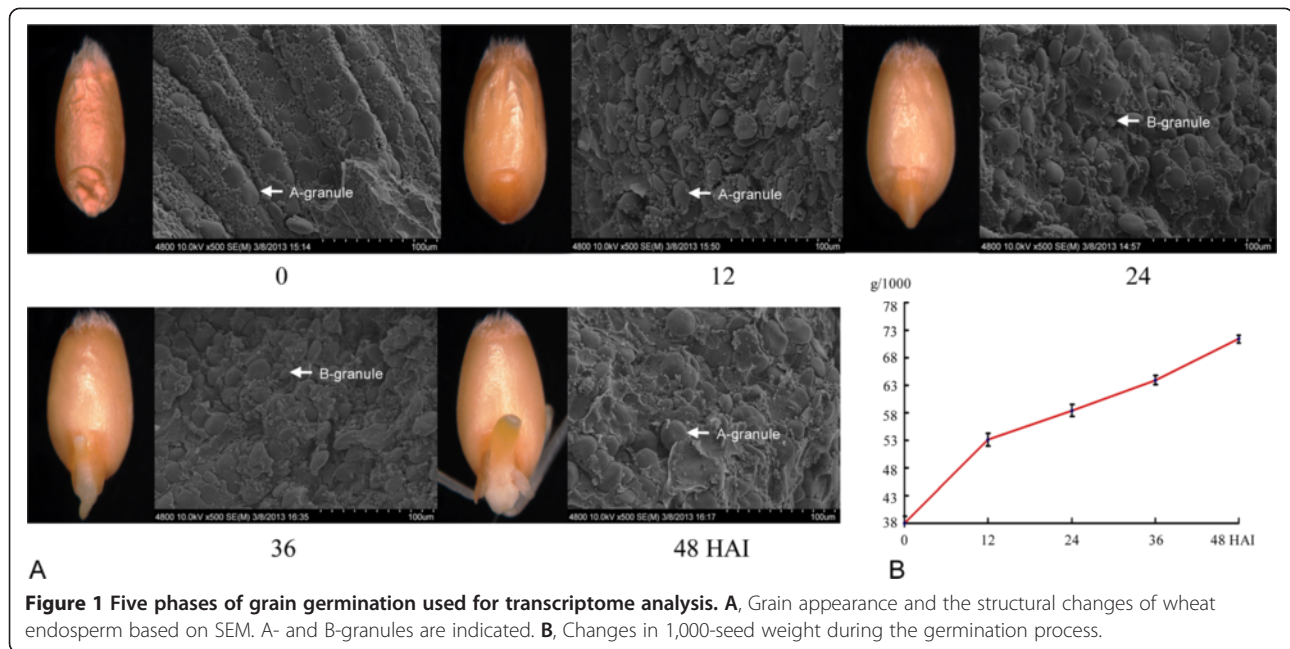 A-granule
4800 10.0kV x500 SE(M) 3/8/2013 15:14 100um
0
A-granule
4800 10.0kV x500 SE(M) 3/8/2013 15:50 100um
12
B-granule
4800 10.0kV x500 SE(M) 3/8/2013 14:57 100um
24
B-granule
4800 10.0kV x500 SE(M) 3/8/2013 16:35 100um
36
A-granule
4800 10.0kV x500 SE(M) 3/8/2013 16:17 100um
48 HAI
A
g/1000
78
73
68
63
58
53
48
43
38
0 12 24 36 48 HAI
B
Figure 1 Five phases of grain germination used for transcriptome analysis. A, Grain appearance and the structural changes of wheat
endosperm based on SEM. A- and B-granules are indicated. B, Changes in 1,000-seed weight during the germination process.